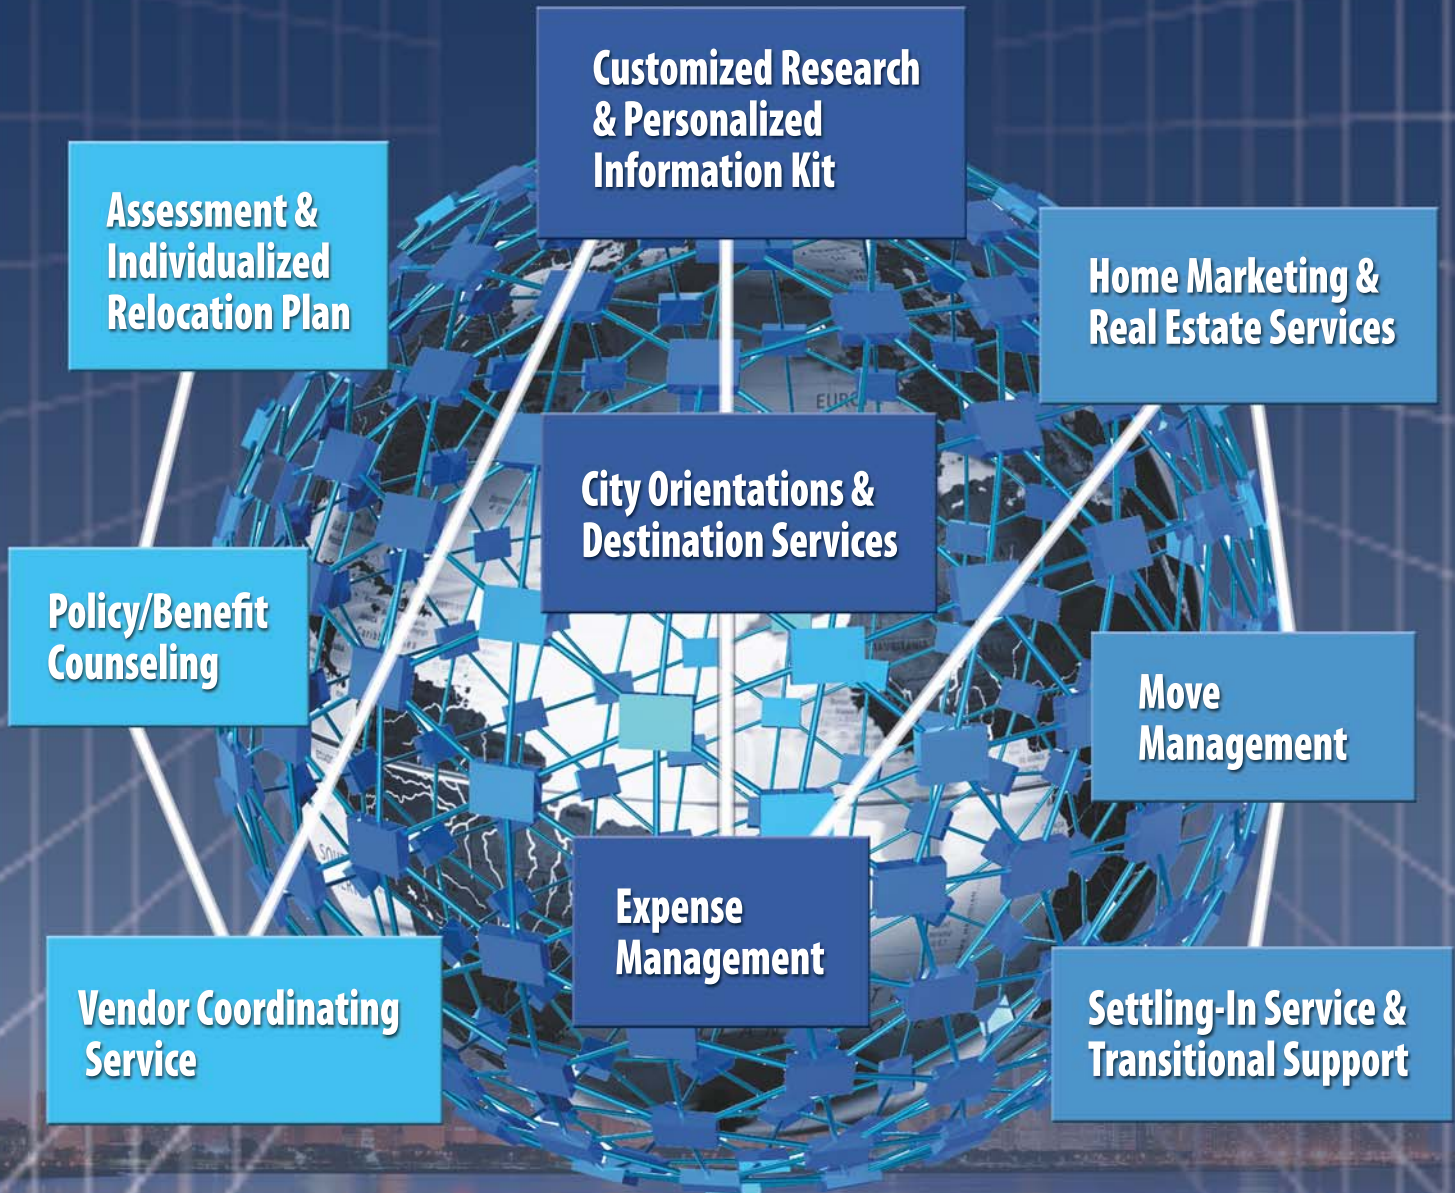 Customized Research
& Personalized
Information Kit
Assessment &
Individualized
Relocation Plan
Home Marketing &
Real Estate Services
City Orientations &
Destination Services
Policy/Benefit
Counseling
Move
Management
Expense
Management
Vendor Coordinating
Service
Settling-In Service &
Transitional Support